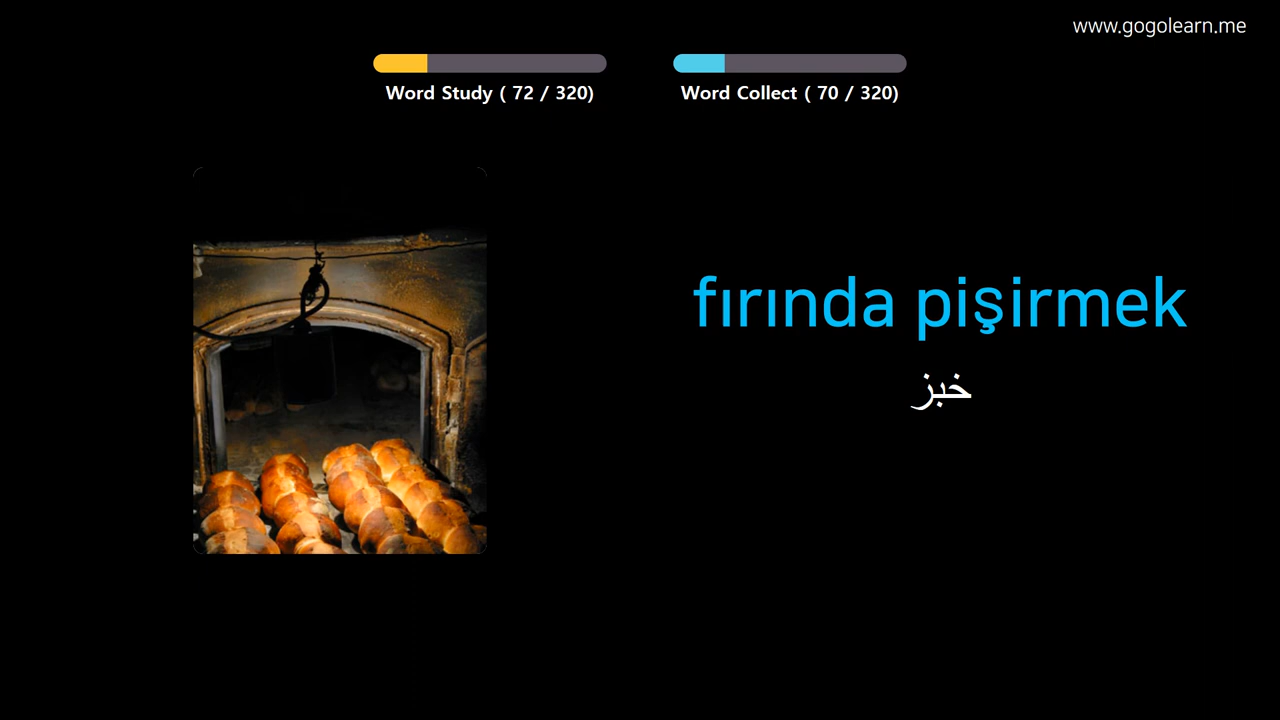 www.gogolearn.me
Word Study ( 72 / 320)
Word Collect ( 70 / 320)
fırında pişirmek
خبز